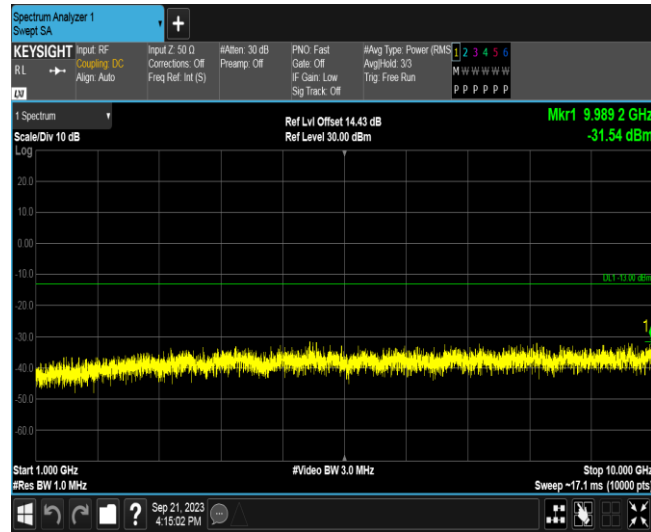 Spectrum Analyzer 1
Swept SA
+
KEYSIGHT
RL
LXI
Input: RF
Coupling: DC
Align: Auto
Input Z: 50 Ω
Corrections: Off
Freq Ref: Int (S)
#Atten: 30 dB
Preamp: Off
PNO: Fast
Gate: Off
IF Gain: Low
Sig Track: Off
#Avg Type: Power (RMS
Avg|Hold: 3/3
Trig: Free Run
1 2 3 4 5 6
M W W W W W
P P P P P P
1 Spectrum
Scale/Div 10 dB
Log
Ref Lvl Offset 14.43 dB
Ref Level 30.00 dBm
Mkr1 9.989 2 GHz
-31.54 dBm
20.0
10.0
0.00
-10.0
DL1 -13.00 dBm
-20.0
-30.0
1
-40.0
-50.0
-60.0
Start 1.000 GHz
#Video BW 3.0 MHz
Stop 10.000 GHz
#Res BW 1.0 MHz
Sweep ~17.1 ms (10000 pts)
?
Sep 21, 2023
4:15:02 PM